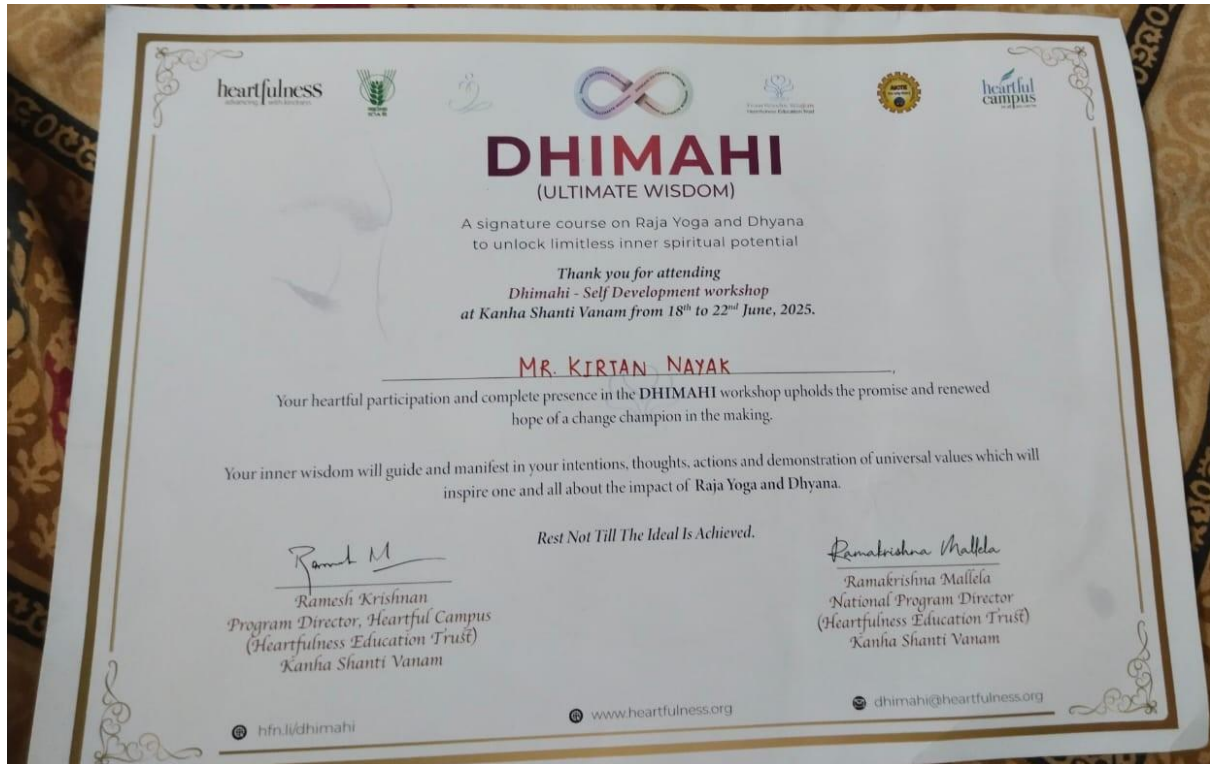 heartfulness
advancing with kindness
heartful
campus
DHIMAHI
(ULTIMATE WISDOM)
A signature course on Raja Yoga and Dhyana
to unlock limitless inner spiritual potential
Thank you for attending
Dhimahi - Self Development workshop
at Kanha Shanti Vanam from 18th to 22nd June, 2025.
MR. KIRTAN NAYAK,
Your heartful participation and complete presence in the DHIMAHI workshop upholds the promise and renewed
hope of a change champion in the making.
Your inner wisdom will guide and manifest in your intentions, thoughts, actions and demonstration of universal values which will
inspire one and all about the impact of Raja Yoga and Dhyana.
Rest Not Till The Ideal Is Achieved.
Ramesh Krishnan
Program Director, Heartful Campus
(Heartfulness Education Trust)
Kanha Shanti Vanam
Ramakrishna Mallela
Ramakrishna Mallela
National Program Director
(Heartfulness Education Trust)
Kanha Shanti Vanam
hfn.li/dhimahi
www.heartfulness.org
dhimahi@heartfulness.org